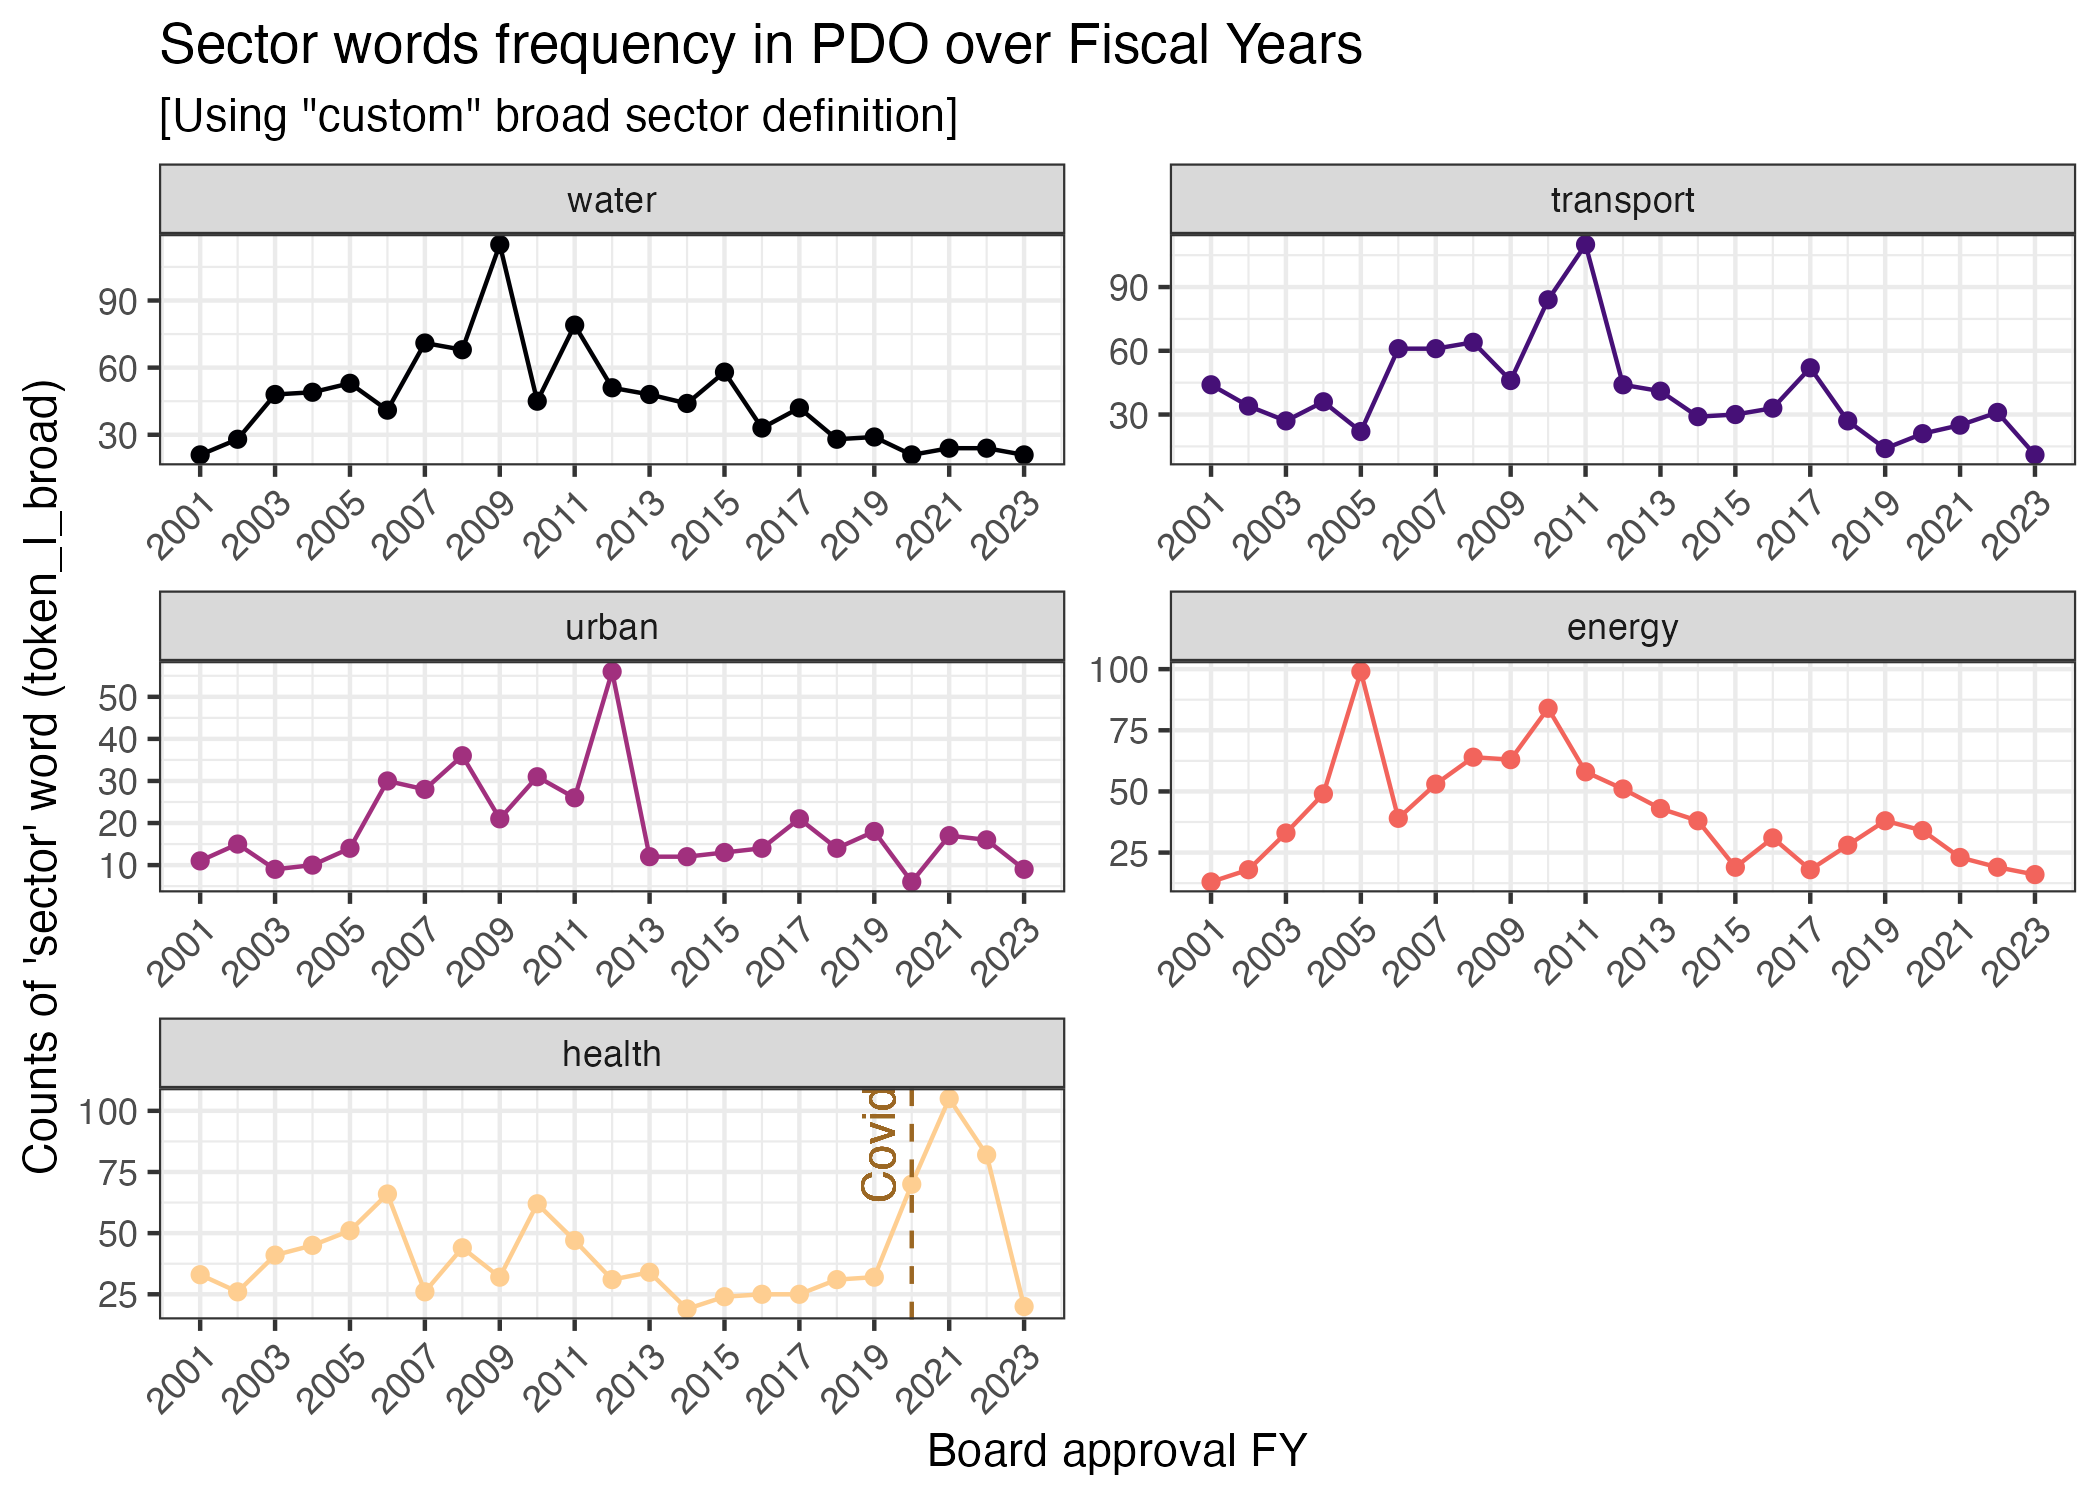 Sector words frequency in PDO over Fiscal Years
[Using "custom" broad sector definition]
Counts of 'sector' word (token_l_broad)
water
90
60
30
2001 2003 2005 2007 2009 2011 2013 2015 2017 2019 2021 2023
transport
90
60
30
2001 2003 2005 2007 2009 2011 2013 2015 2017 2019 2021 2023
urban
50
40
30
20
10
2001 2003 2005 2007 2009 2011 2013 2015 2017 2019 2021 2023
energy
100
75
50
25
2001 2003 2005 2007 2009 2011 2013 2015 2017 2019 2021 2023
health
100
75
50
25
Covid
2001 2003 2005 2007 2009 2011 2013 2015 2017 2019 2021 2023
Board approval FY